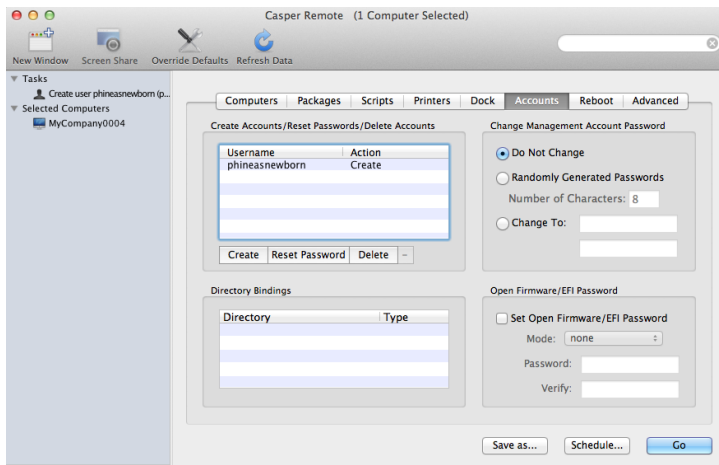 Casper Remote (1 Computer Selected)
New Window Screen Share Override Defaults Refresh Data
Tasks
Create user phineasnewborn (p...
Selected Computers
MyCompany0004
Computers Packages Scripts Printers Dock Accounts Reboot Advanced
Create Accounts/Reset Passwords/Delete Accounts
Username Action
phineasnewborn Create
Create Reset Password Delete –
Change Management Account Password
Do Not Change
Randomly Generated Passwords
Number of Characters: 8
Change To:
Directory Bindings
Directory Type
Open Firmware/EFI Password
Set Open Firmware/EFI Password
Mode: none
Password:
Verify:
Save as... Schedule... Go